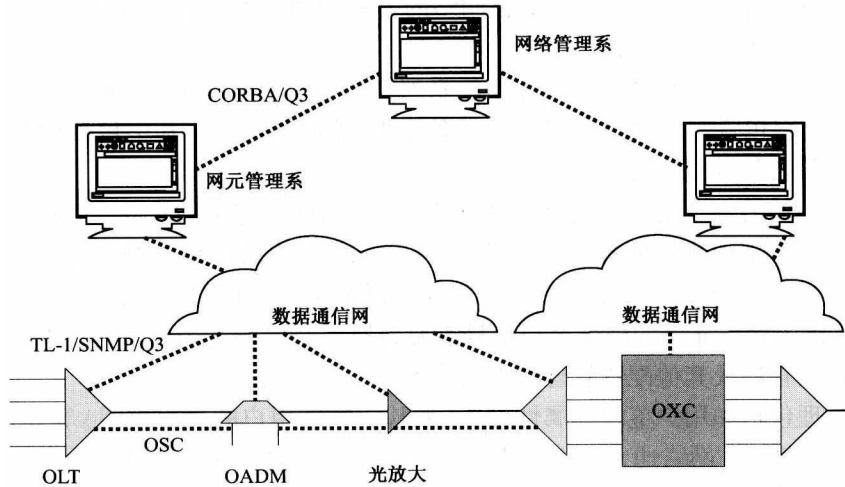 网络管理系
CORBA/Q3
网元管理系
数据通信网
数据通信网
TL-1/SNMP/Q3
OXC
OSC
OLT
OADM
光放大